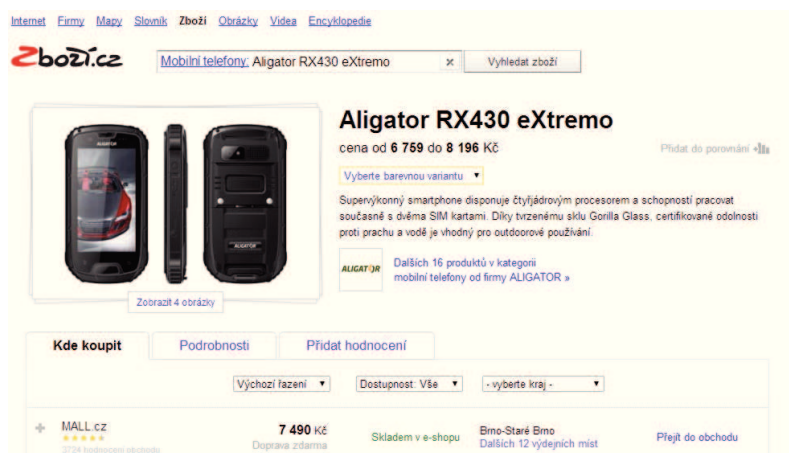 Internet Firmy Mapy Slovník Zboží Obrázky Videa Encyklopedie
Zboží.cz
Mobilní telefony: Aligator RX430 eXtremo × Vyhledat zboží
Aligator RX430 eXtremo
cena od 6 759 do 8 196 Kč
Přidat do porovnání
Vyberte barevnou variantu ▼
Supervýkonný smartphone disponuje čtyřjádrovým procesorem a schopností pracovat
současně s dvěma SIM kartami. Díky tvrzenému sklu Gorilla Glass, certifikované odolnosti
proti prachu a vodě je vhodný pro outdoorové používání.
ALIGATOR
ALIGATOR
ALIGATOR
Dalších 16 produktů v kategorii
mobilní telefony od firmy ALIGATOR »
Zobrazit 4 obrázky
Kde koupit Podrobnosti Přidat hodnocení
Výchozí řazení ▼ Dostupnost: Vše ▼ - vyberte kraj - ▼
MALL.cz 7 490 Kč Skladem v e-shopu Brno-Staré Brno Přejít do obchodu
3734 hodnocení obchodu Doprava zdarma Dalších 12 výdejních míst